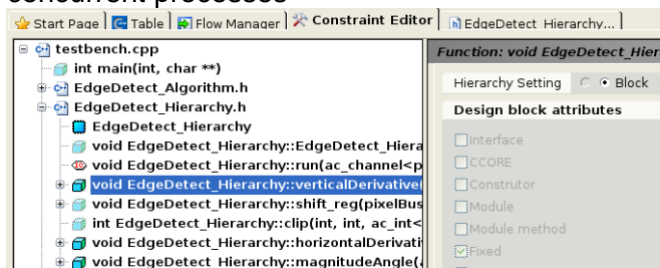 concurrent processes
Start Page Table Flow Manager Constraint Editor EdgeDetect_Hierarchy...
testbench.cpp
int main(int, char **)
EdgeDetect_Algorithm.h
EdgeDetect_Hierarchy.h
EdgeDetect_Hierarchy
void EdgeDetect_Hierarchy::EdgeDetect_Hiera
void EdgeDetect_Hierarchy::run(ac_channel<p
void EdgeDetect_Hierarchy::verticalDerivative(
void EdgeDetect_Hierarchy::shift_reg(pixelBus
int EdgeDetect_Hierarchy::clip(int, int, ac_int<
void EdgeDetect_Hierarchy::horizontalDerivati
void EdgeDetect_Hierarchy::magnitudeAngle(
Function: void EdgeDetect_Hier
Hierarchy Setting Block
Design block attributes
Interface
CCORE
Construtor
Module
Module method
Fixed